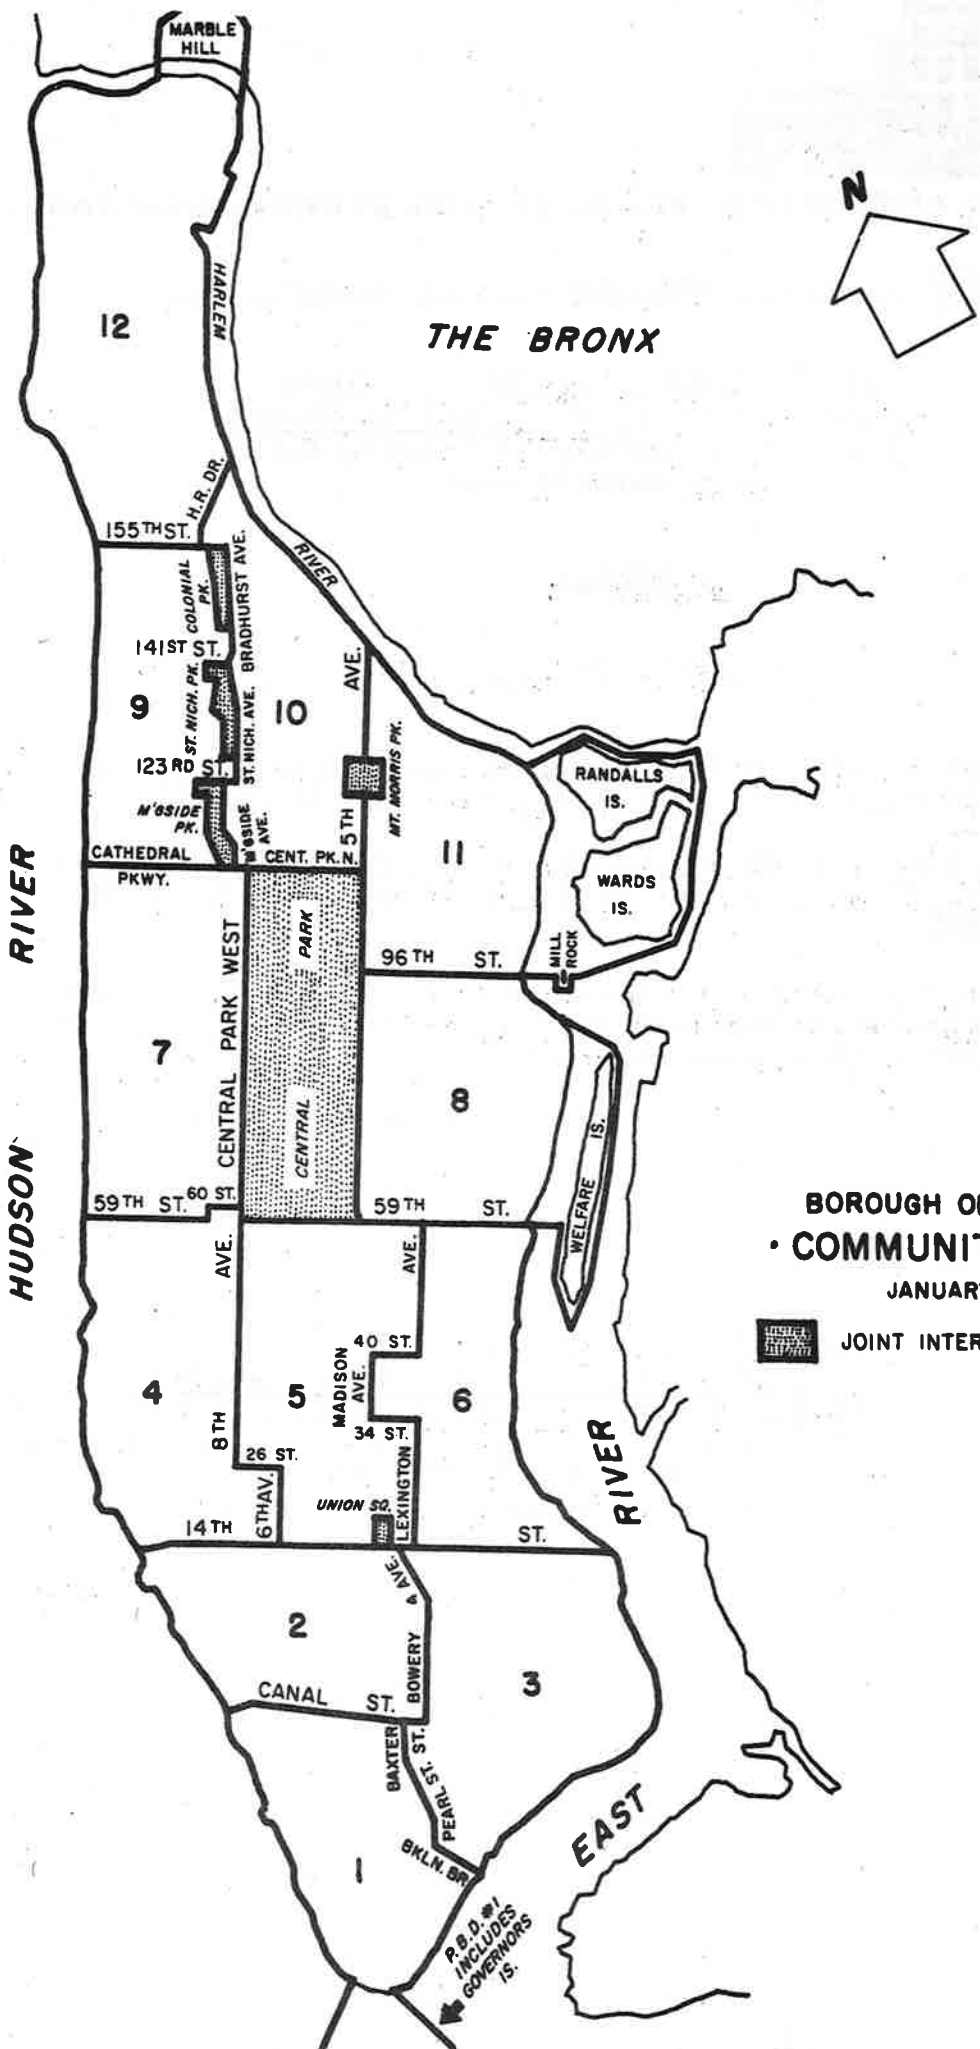 MARBLE
HILL
N
12
HARLEM
THE BRONX
H.R. DR.
155TH ST.
RIVER
COLONIAL
PK.
BRADHURST AVE.
141ST ST.
ST. NICH. PK.
ST. NICH. AVE.
9
10
AVE.
5TH
MT. MORRIS PK.
123RD ST.
M'GSIDE
PK.
M'GSIDE
AVE.
RANDALLS
IS.
WARDS
IS.
11
CATHEDRAL
PKWY.
CENT. PK. N.
96TH ST.
MILL
ROCK
HUDSON RIVER
CENTRAL PARK WEST
CENTRAL PARK
7
8
WELFARE IS.
59TH ST.
60 ST.
59TH ST.
BOROUGH O
• COMMUNIT
JANUAR
JOINT INTER
8TH AVE.
AVE.
40 ST.
MADISON
AVE.
4
5
6
34 ST.
26 ST.
6TH AV.
UNION SQ.
LEXINGTON
14TH ST.
EAST RIVER
4 AVE.
2
BOWERY
3
CANAL ST.
BAXTER ST.
PEARL ST.
1
BKLN. BR.
P.B.D. #1
INCLUDES
GOVERNORS
IS.